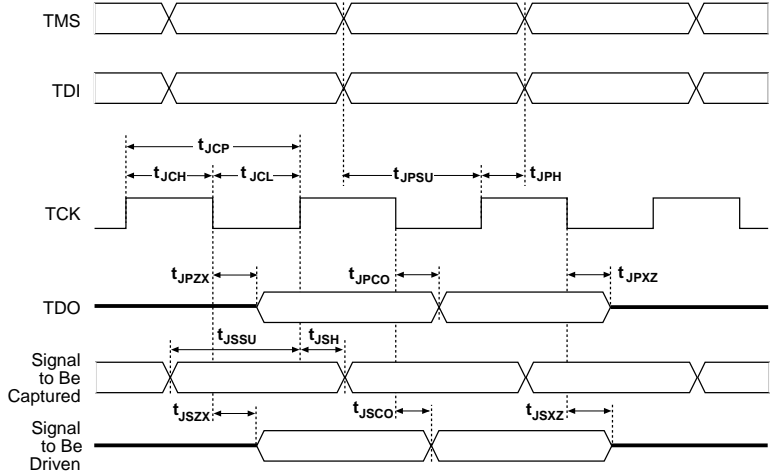 TMS
TDI
tJCP
tJCH
tJCL
tJPSU
tJPH
TCK
tJPZX
tJPCO
tJPXZ
TDO
tJSSU
tJSH
Signal
to Be
Captured
tJSZX
tJSCO
tJSXZ
Signal
to Be
Driven